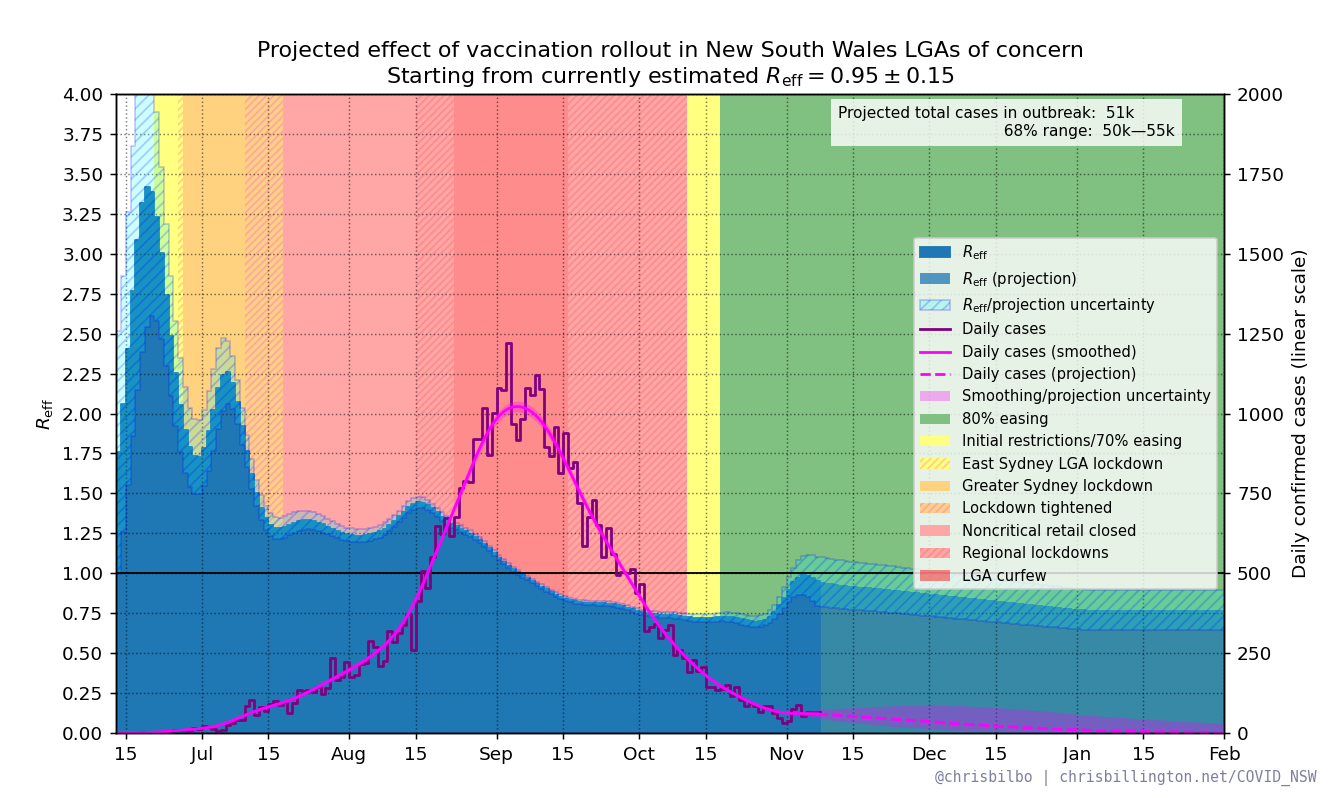 Projected effect of vaccination rollout in New South Wales LGAs of concern
Starting from currently estimated R_eff = 0.95 ± 0.15
Projected total cases in outbreak: 51k
68% range: 50k—55k
4.00
3.75
3.50
3.25
3.00
2.75
2.50
2.25
2.00
1.75
1.50
1.25
1.00
0.75
0.50
0.25
0.00
R_eff
2000
1750
1500
1250
1000
750
500
250
0
Daily confirmed cases (linear scale)
R_eff
R_eff (projection)
R_eff/projection uncertainty
Daily cases
Daily cases (smoothed)
Daily cases (projection)
Smoothing/projection uncertainty
80% easing
Initial restrictions/70% easing
East Sydney LGA lockdown
Greater Sydney lockdown
Lockdown tightened
Noncritical retail closed
Regional lockdowns
LGA curfew
15 Jul 15 Aug 15 Sep 15 Oct 15 Nov 15 Dec 15 Jan 15 Feb
@chrisbilbo | chrisbillington.net/COVID_NSW